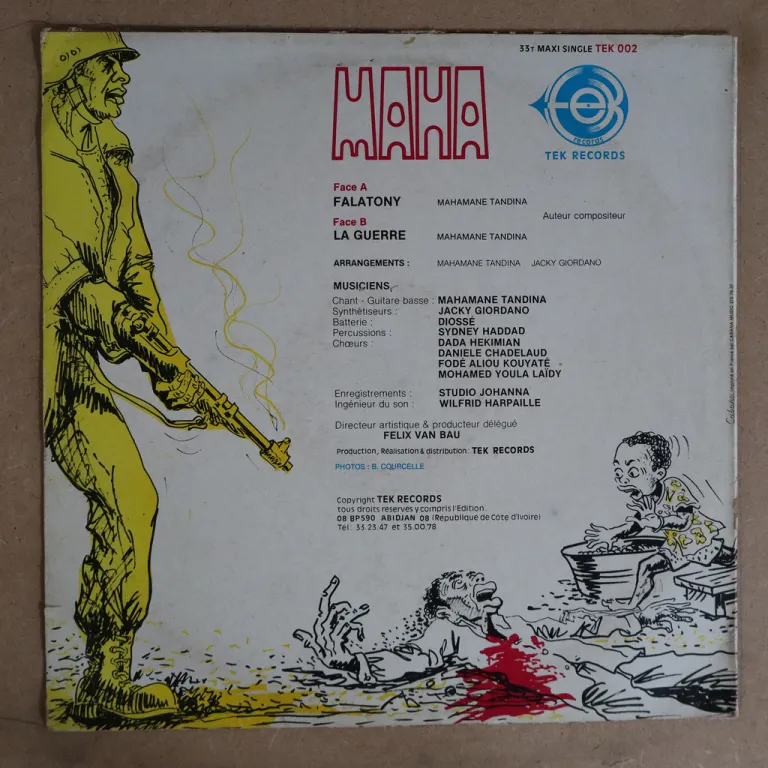 33T MAXI SINGLE TEK 002
MAHA
TEK
records
TEK RECORDS
Face A
FALATONY MAHAMANE TANDINA
Auteur compositeur
Face B
LA GUERRE MAHAMANE TANDINA
ARRANGEMENTS : MAHAMANE TANDINA JACKY GIORDANO
MUSICIENS,
Chant - Guitare basse : MAHAMANE TANDINA
Synthétiseurs : JACKY GIORDANO
Batterie : DIOSSÉ
Percussions : SYDNEY HADDAD
Chœurs : DADA HEKIMIAN
DANIELE CHADELAUD
FODÉ ALIOU KOUYATÉ
MOHAMED YOULA LAÏDY
Enregistrements : STUDIO JOHANNA
Ingénieur du son : WILFRID HARPAILLE
Directeur artistique & producteur délégué
FELIX VAN BAU
Production, Réalisation & distribution: TEK RECORDS
PHOTOS : B. COURCELLE
Copyright TEK RECORDS
tous droits réservés y compris l'Edition.
08 BP590 ABIDJAN 08 (République de Côte d'Ivoire)
Tél: 33.23.47 et 35.00.78